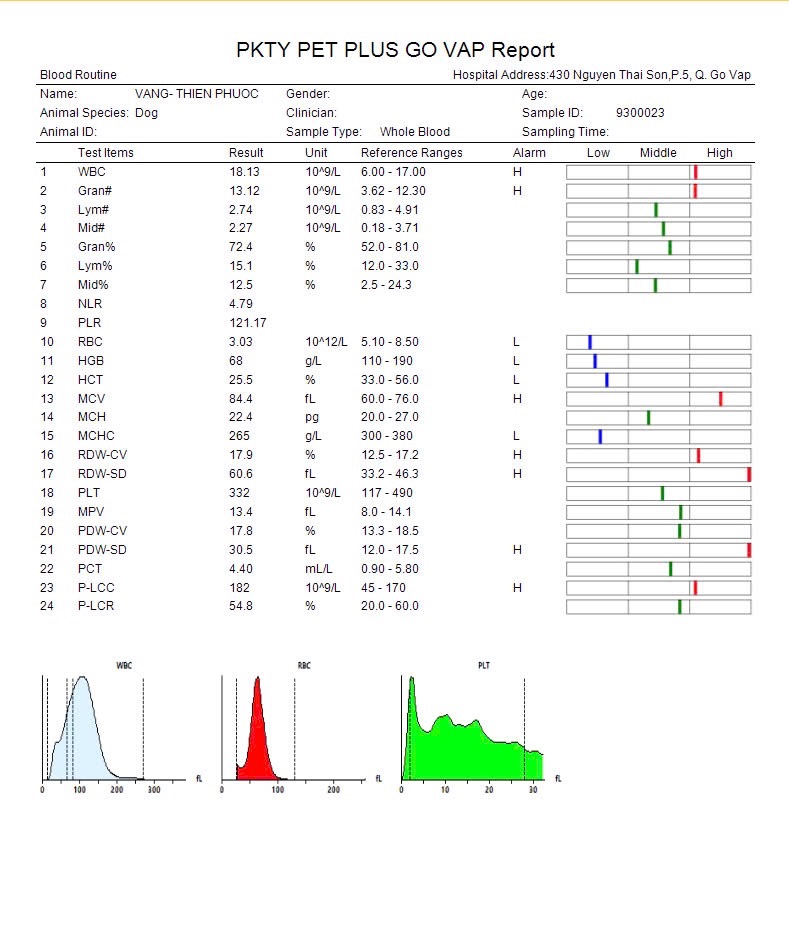 PKTY PET PLUS GO VAP Report
Blood Routine Hospital Address:430 Nguyen Thai Son,P.5, Q. Go Vap
Name: VANG- THIEN PHUOC Gender: Age:
Animal Species: Dog Clinician: Sample ID: 9300023
Animal ID: Sample Type: Whole Blood Sampling Time:
Test Items Result Unit Reference Ranges Alarm Low Middle High
1 WBC 18.13 10^9/L 6.00 - 17.00 H
2 Gran# 13.12 10^9/L 3.62 - 12.30 H
3 Lym# 2.74 10^9/L 0.83 - 4.91
4 Mid# 2.27 10^9/L 0.18 - 3.71
5 Gran% 72.4 % 52.0 - 81.0
6 Lym% 15.1 % 12.0 - 33.0
7 Mid% 12.5 % 2.5 - 24.3
8 NLR 4.79
9 PLR 121.17
10 RBC 3.03 10^12/L 5.10 - 8.50 L
11 HGB 68 g/L 110 - 190 L
12 HCT 25.5 % 33.0 - 56.0 L
13 MCV 84.4 fL 60.0 - 76.0 H
14 MCH 22.4 pg 20.0 - 27.0
15 MCHC 265 g/L 300 - 380 L
16 RDW-CV 17.9 % 12.5 - 17.2 H
17 RDW-SD 60.6 fL 33.2 - 46.3 H
18 PLT 332 10^9/L 117 - 490
19 MPV 13.4 fL 8.0 - 14.1
20 PDW-CV 17.8 % 13.3 - 18.5
21 PDW-SD 30.5 fL 12.0 - 17.5 H
22 PCT 4.40 mL/L 0.90 - 5.80
23 P-LCC 182 10^9/L 45 - 170 H
24 P-LCR 54.8 % 20.0 - 60.0
WBC RBC PLT
0 100 200 300 fL 0 100 200 fL 0 10 20 30 fL